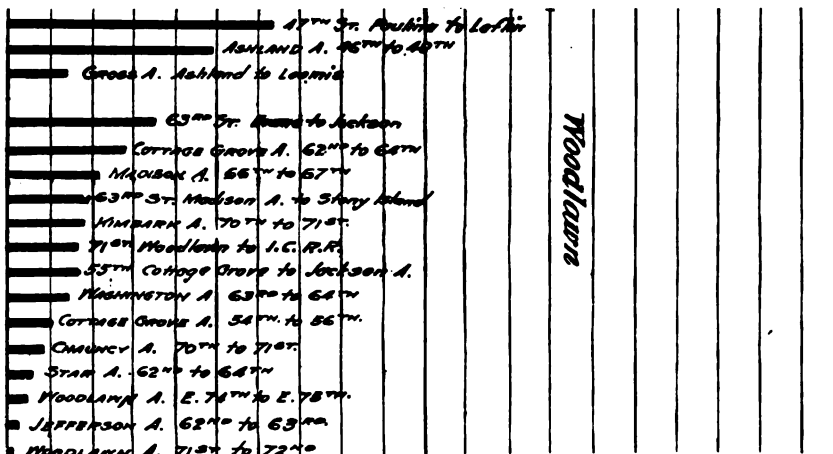 47TH ST. Paulina to Laflin
ASHLAND A. 46TH to 48TH
GROSS A. Ashland to Loomis
63RD ST. to Jackson
COTTAGE GROVE A. 62ND to 64TH
MADISON A. 66TH to 67TH
63RD ST. Madison A. to Stony Island
KIMBARK A. 70TH to 71ST.
71ST. Woodlawn to I.C.R.R.
55TH Cottage Grove to Jackson A.
WASHINGTON A 63RD to 64TH
COTTAGE GROVE A. 54TH. to 56TH.
CHAUNCY A. 70TH to 71ST.
STAR A. 62ND to 64TH
WOODLAWN A. E. 74TH to E. 75TH.
JEFFERSON A. 62ND to 63RD.
WOODLAWN A. 71ST to 72ND
Woodlawn